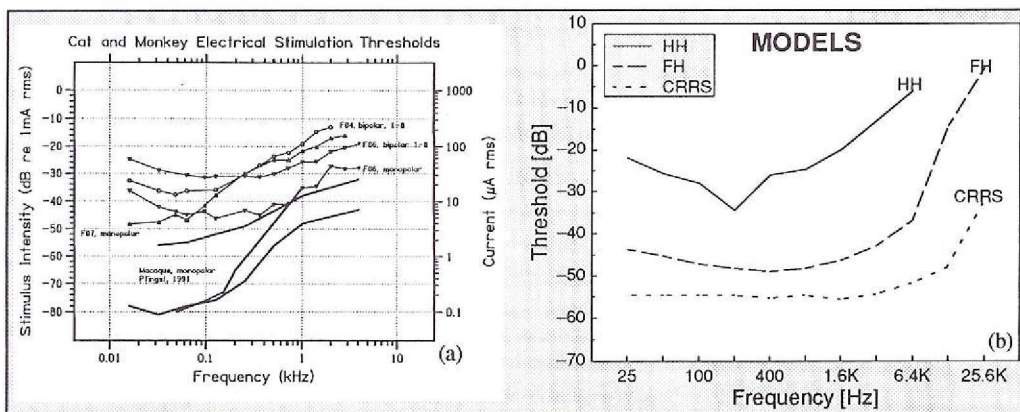 Cat and Monkey Electrical Stimulation Thresholds
Stimulus Intensity (dB re 1mA rms)
0
-10
-20
-30
-40
-50
-60
-70
-80
1000
100
10
1
0.1
Current (μA rms)
F04, bipolar, 1:8
F06, bipolar, 1:8
F06, monopolar
F07, monopolar
Macaque, monopolar
Pfingst, 1991
0.01
0.1
1
10
Frequency (kHz)
(a)
MODELS
HH
FH
CRRS
Threshold [dB]
10
0
-10
-20
-30
-40
-50
-60
-70
HH
FH
CRRS
25
100
400
1.6K
6.4K
25.6K
Frequency [Hz]
(b)